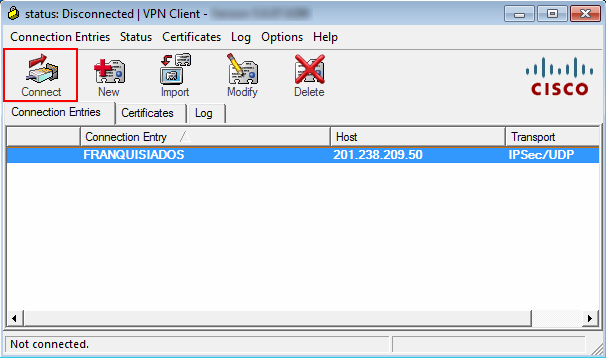 status: Disconnected | VPN Client -
Connection Entries Status Certificates Log Options Help
Connect New Import Modify Delete
CISCO
Connection Entries Certificates Log
Connection Entry Host Transport
FRANQUISIADOS 201.238.209.50 IPSec/UDP
Not connected.